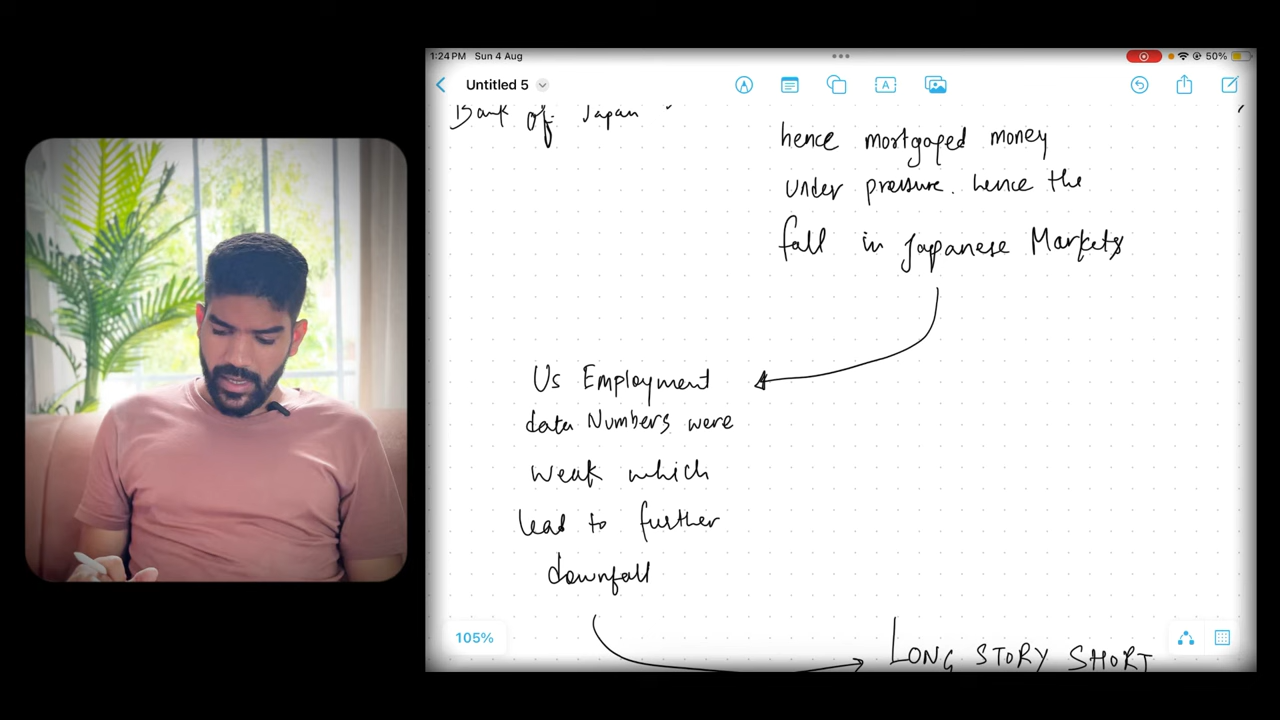 1:24 PM Sun 4 Aug
50%
Untitled 5
A
Bank of Japan
hence mortgaged money
under pressure. hence the
fall in Japanese Markets
Us Employment
data Numbers were
weak which
lead to further
downfall
105%
LONG STORY SHORT